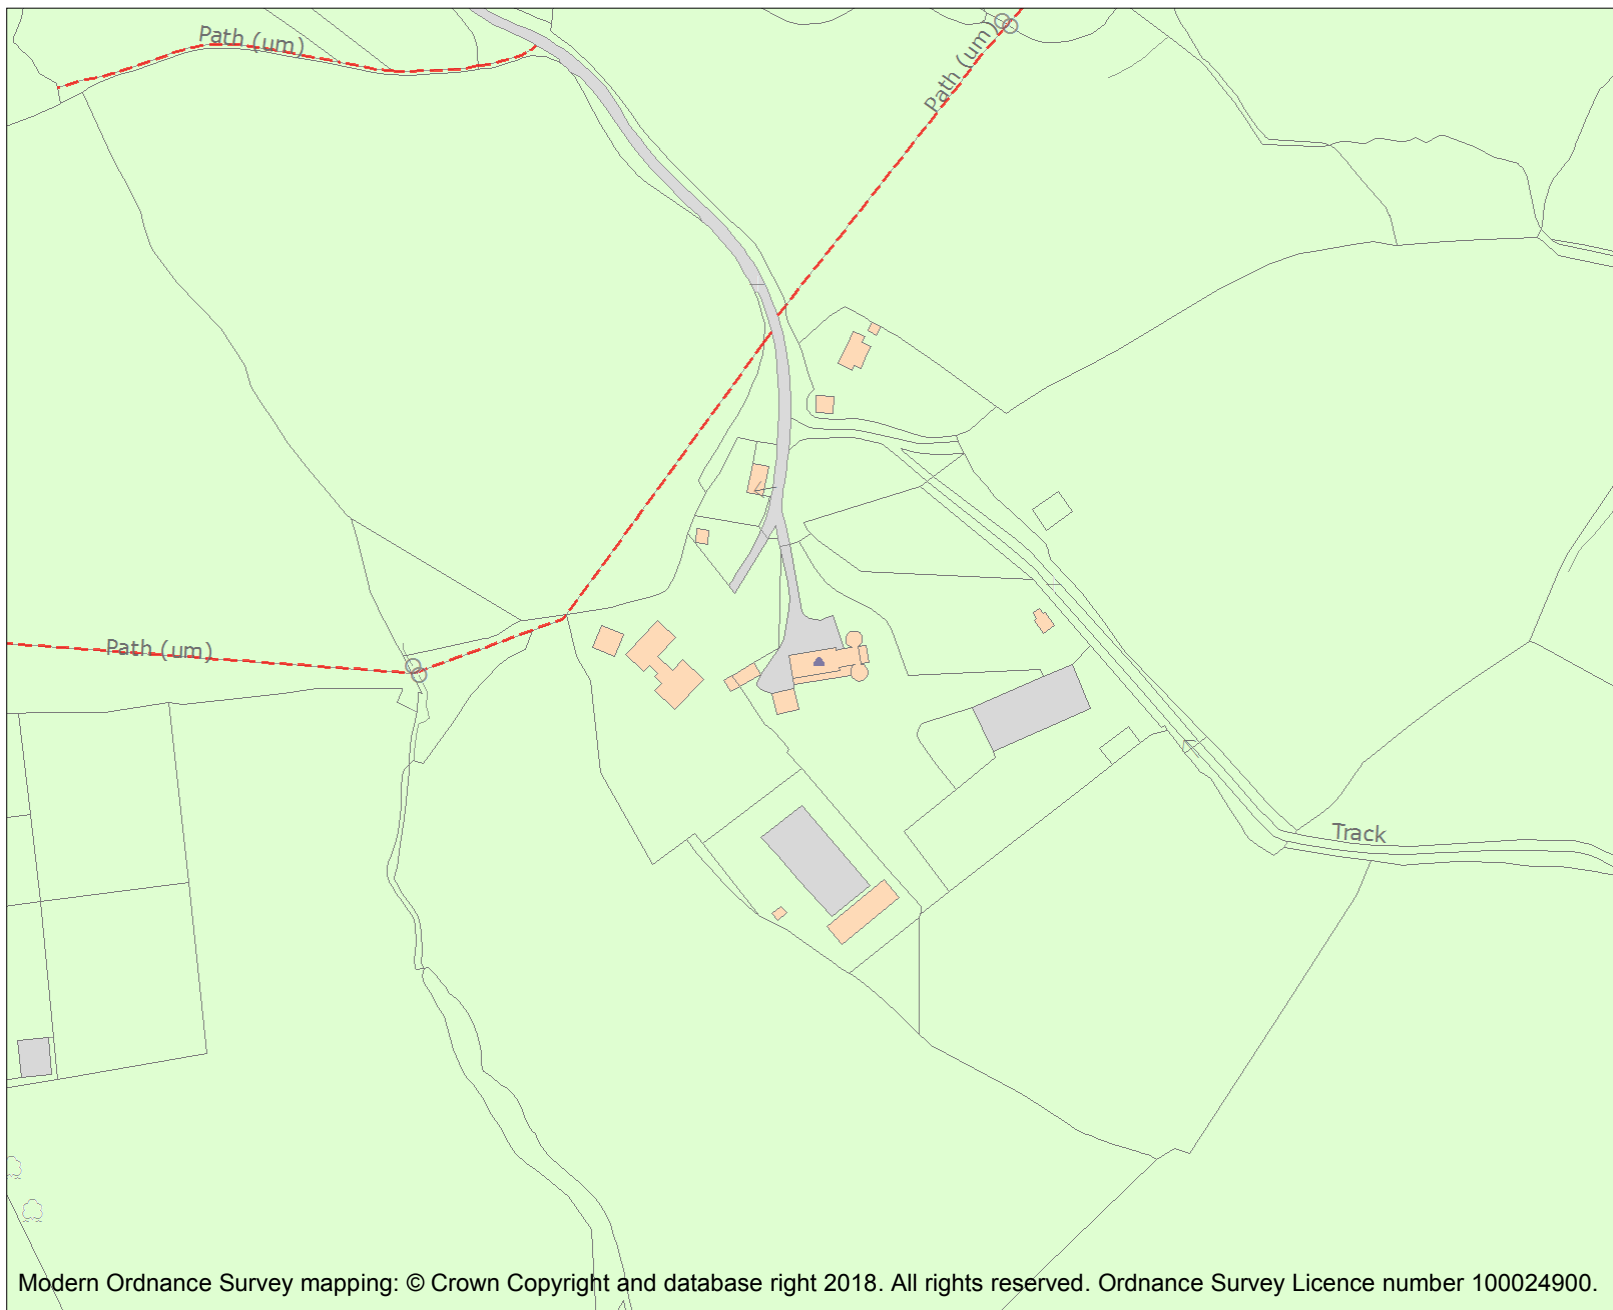 Path (um)
Path (um)
Path (um)
Track
Modern Ordnance Survey mapping: © Crown Copyright and database right 2018. All rights reserved. Ordnance Survey Licence number 100024900.